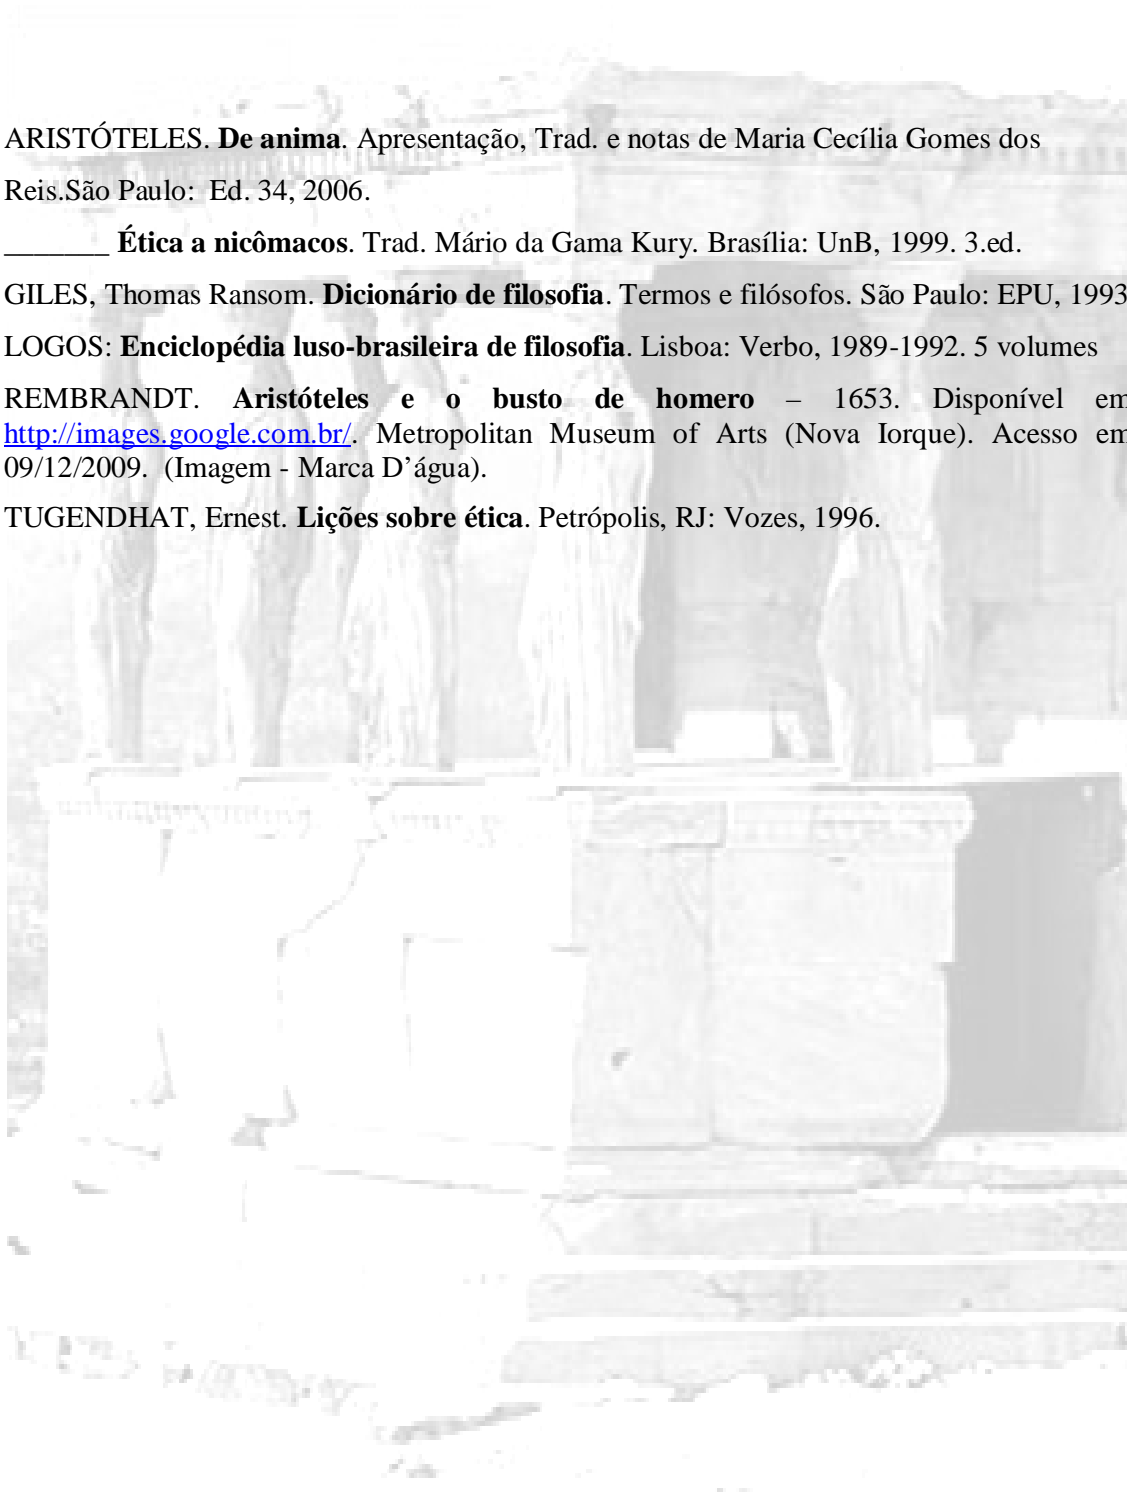 ARISTÓTELES. De anima. Apresentação, Trad. e notas de Maria Cecília Gomes dos
Reis.São Paulo: Ed. 34, 2006.
_______ Ética a nicômacos. Trad. Mário da Gama Kury. Brasília: UnB, 1999. 3.ed.
GILES, Thomas Ransom. Dicionário de filosofia. Termos e filósofos. São Paulo: EPU, 1993
LOGOS: Enciclopédia luso-brasileira de filosofia. Lisboa: Verbo, 1989-1992. 5 volumes
REMBRANDT. Aristóteles e o busto de homero – 1653. Disponível em
http://images.google.com.br/. Metropolitan Museum of Arts (Nova Iorque). Acesso em
09/12/2009. (Imagem - Marca D’água).
TUGENDHAT, Ernest. Lições sobre ética. Petrópolis, RJ: Vozes, 1996.